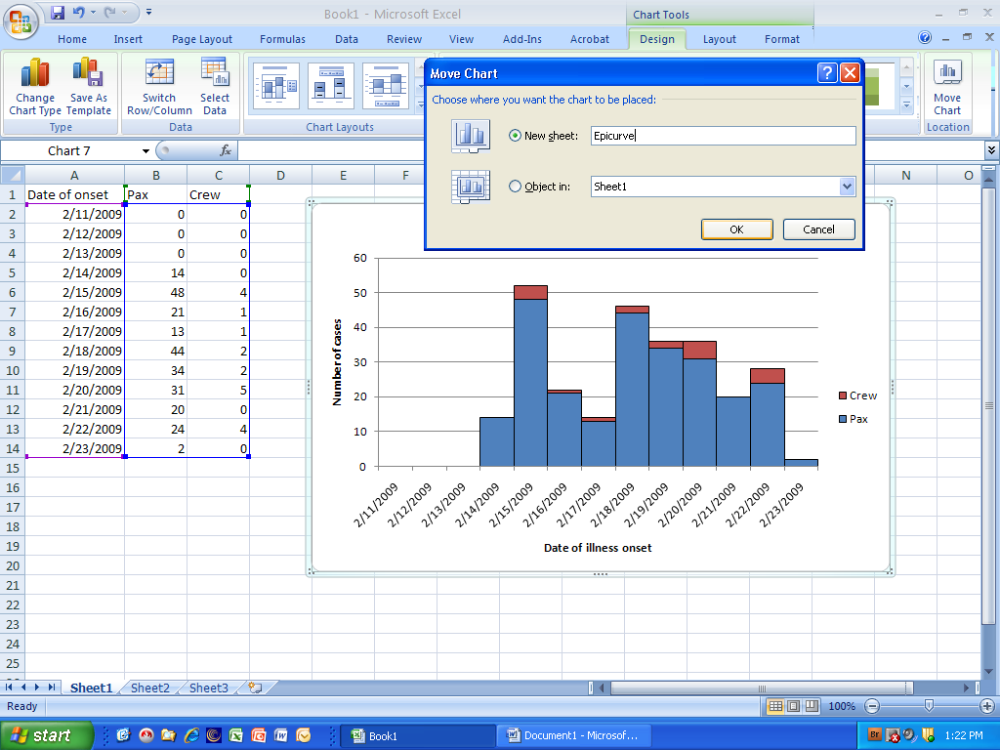 Book1 - Microsoft Excel
Chart Tools
Home Insert Page Layout Formulas Data Review View Add-Ins Acrobat Design Layout Format
Change Chart Type
Save As Template
Switch Row/Column
Select Data
Move Chart
Type Data Chart Layouts Location
Move Chart
Choose where you want the chart to be placed:
New sheet: Epicurve
Object in: Sheet1
OK Cancel
Chart 7 fx
A B C D E F N O
1 Date of onset Pax Crew
2 2/11/2009 0 0
3 2/12/2009 0 0
4 2/13/2009 0 0
5 2/14/2009 14 0
6 2/15/2009 48 4
7 2/16/2009 21 1
8 2/17/2009 13 1
9 2/18/2009 44 2
10 2/19/2009 34 2
11 2/20/2009 31 5
12 2/21/2009 20 0
13 2/22/2009 24 4
14 2/23/2009 2 0
15
16
17
18
19
20
21
22
23
24
25
60
50
40
30
20
10
0
Number of cases
2/11/2009 2/12/2009 2/13/2009 2/14/2009 2/15/2009 2/16/2009 2/17/2009 2/18/2009 2/19/2009 2/20/2009 2/21/2009 2/22/2009 2/23/2009
Date of illness onset
Crew
Pax
Sheet1 Sheet2 Sheet3
Ready 100%
start Book1 Document1 - Microsof... Br 1:22 PM